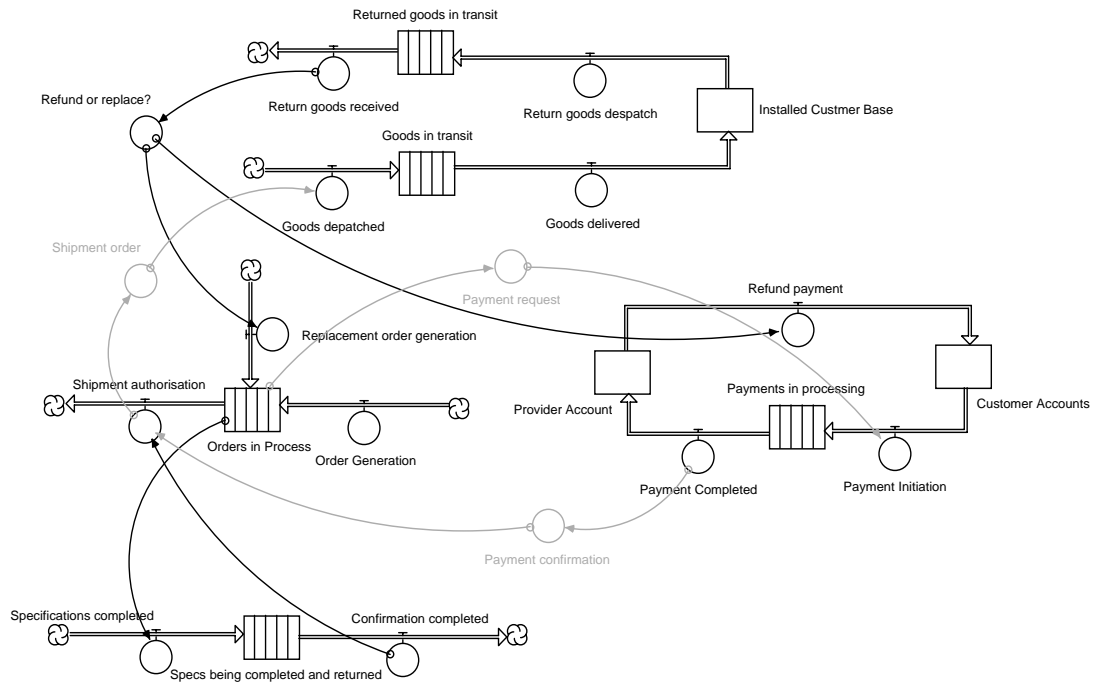 Returned goods in transit
Refund or replace?
Return goods received
Return goods despatch
Installed Custmer Base
Goods in transit
Goods depatched
Goods delivered
Shipment order
Payment request
Refund payment
Replacement order generation
Shipment authorisation
Payments in processing
Provider Account
Customer Accounts
Orders in Process
Order Generation
Payment Completed
Payment Initiation
Payment confirmation
Specifications completed
Confirmation completed
Specs being completed and returned